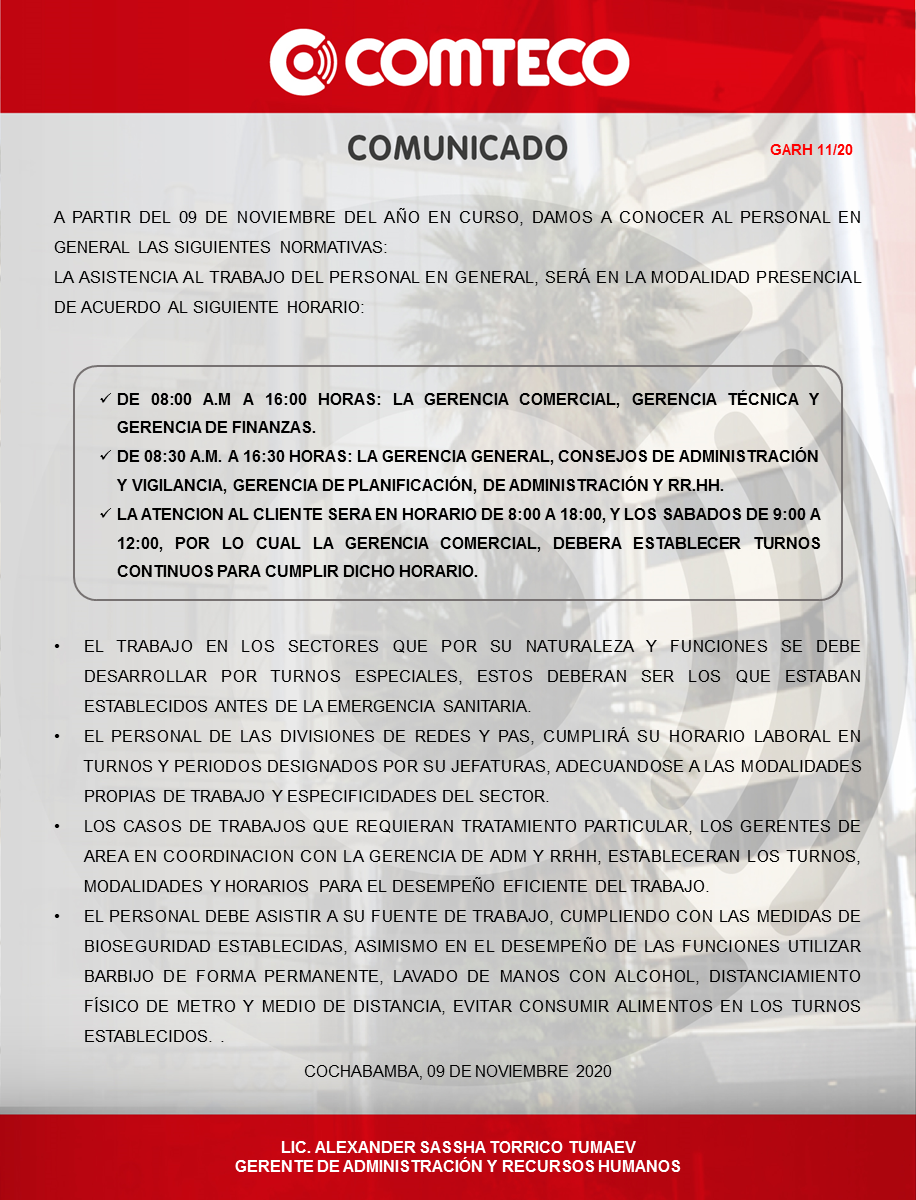 COMTECO
COMUNICADO
GARH 11/20
A PARTIR DEL 09 DE NOVIEMBRE DEL AÑO EN CURSO, DAMOS A CONOCER AL PERSONAL EN
GENERAL LAS SIGUIENTES NORMATIVAS:
LA ASISTENCIA AL TRABAJO DEL PERSONAL EN GENERAL, SERÁ EN LA MODALIDAD PRESENCIAL
DE ACUERDO AL SIGUIENTE HORARIO:
✓ DE 08:00 A.M A 16:00 HORAS: LA GERENCIA COMERCIAL, GERENCIA TÉCNICA Y
GERENCIA DE FINANZAS.
✓ DE 08:30 A.M. A 16:30 HORAS: LA GERENCIA GENERAL, CONSEJOS DE ADMINISTRACIÓN
Y VIGILANCIA, GERENCIA DE PLANIFICACIÓN, DE ADMINISTRACIÓN Y RR.HH.
✓ LA ATENCION AL CLIENTE SERA EN HORARIO DE 8:00 A 18:00, Y LOS SABADOS DE 9:00 A
12:00, POR LO CUAL LA GERENCIA COMERCIAL, DEBERA ESTABLECER TURNOS
CONTINUOS PARA CUMPLIR DICHO HORARIO.
• EL TRABAJO EN LOS SECTORES QUE POR SU NATURALEZA Y FUNCIONES SE DEBE
DESARROLLAR POR TURNOS ESPECIALES, ESTOS DEBERAN SER LOS QUE ESTABAN
ESTABLECIDOS ANTES DE LA EMERGENCIA SANITARIA.
• EL PERSONAL DE LAS DIVISIONES DE REDES Y PAS, CUMPLIRÁ SU HORARIO LABORAL EN
TURNOS Y PERIODOS DESIGNADOS POR SU JEFATURAS, ADECUANDOSE A LAS MODALIDADES
PROPIAS DE TRABAJO Y ESPECIFICIDADES DEL SECTOR.
• LOS CASOS DE TRABAJOS QUE REQUIERAN TRATAMIENTO PARTICULAR, LOS GERENTES DE
AREA EN COORDINACION CON LA GERENCIA DE ADM Y RRHH, ESTABLECERAN LOS TURNOS,
MODALIDADES Y HORARIOS PARA EL DESEMPEÑO EFICIENTE DEL TRABAJO.
• EL PERSONAL DEBE ASISTIR A SU FUENTE DE TRABAJO, CUMPLIENDO CON LAS MEDIDAS DE
BIOSEGURIDAD ESTABLECIDAS, ASIMISMO EN EL DESEMPEÑO DE LAS FUNCIONES UTILIZAR
BARBIJO DE FORMA PERMANENTE, LAVADO DE MANOS CON ALCOHOL, DISTANCIAMIENTO
FÍSICO DE METRO Y MEDIO DE DISTANCIA, EVITAR CONSUMIR ALIMENTOS EN LOS TURNOS
ESTABLECIDOS. .
COCHABAMBA, 09 DE NOVIEMBRE 2020
LIC. ALEXANDER SASSHA TORRICO TUMAEV
GERENTE DE ADMINISTRACIÓN Y RECURSOS HUMANOS